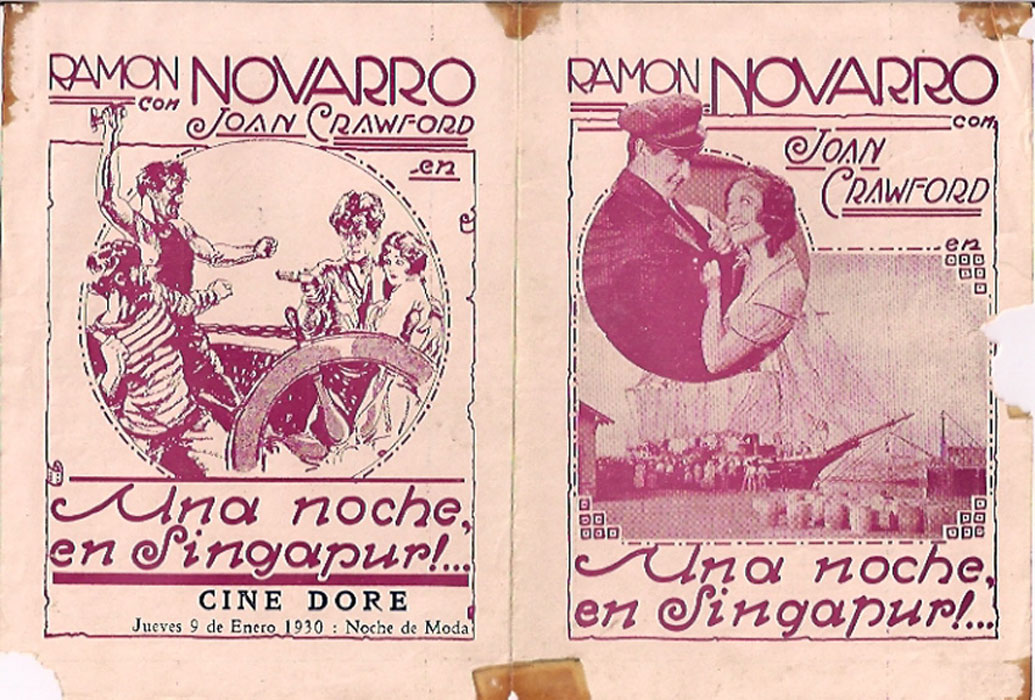 RAMON NOVARRO
con
JOAN CRAWFORD
en
Una noche,
en Singapur!...
CINE DORE
Jueves 9 de Enero 1930 : Noche de Moda
RAMON NOVARRO
con
JOAN
CRAWFORD
en
Una noche,
en Singapur!...